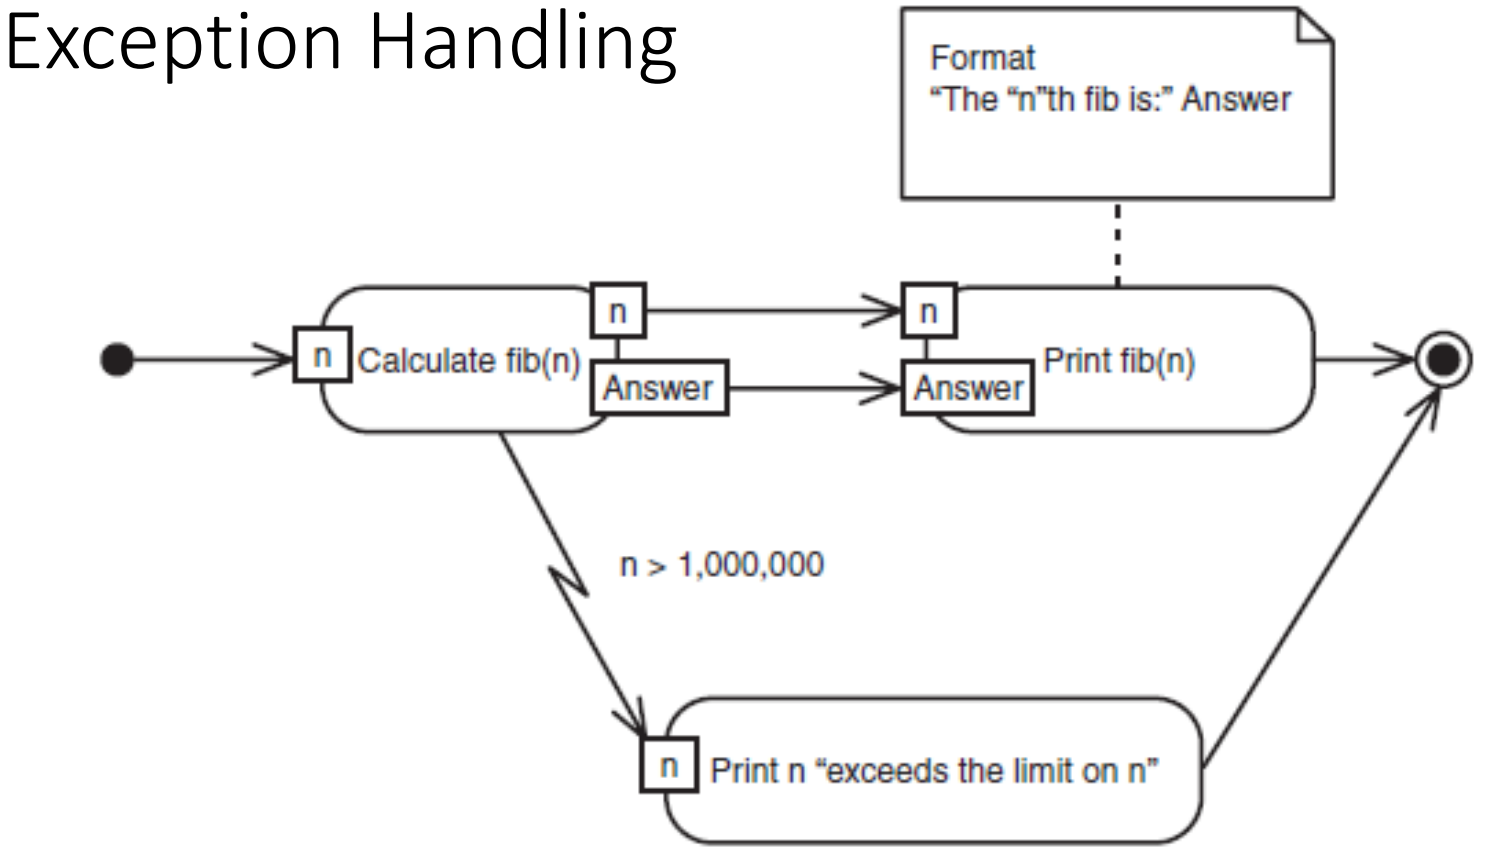 Exception Handling
Format
“The “n”th fib is:” Answer
n
n
n
Calculate fib(n)
Print fib(n)
Answer
Answer
n > 1,000,000
n
Print n “exceeds the limit on n”